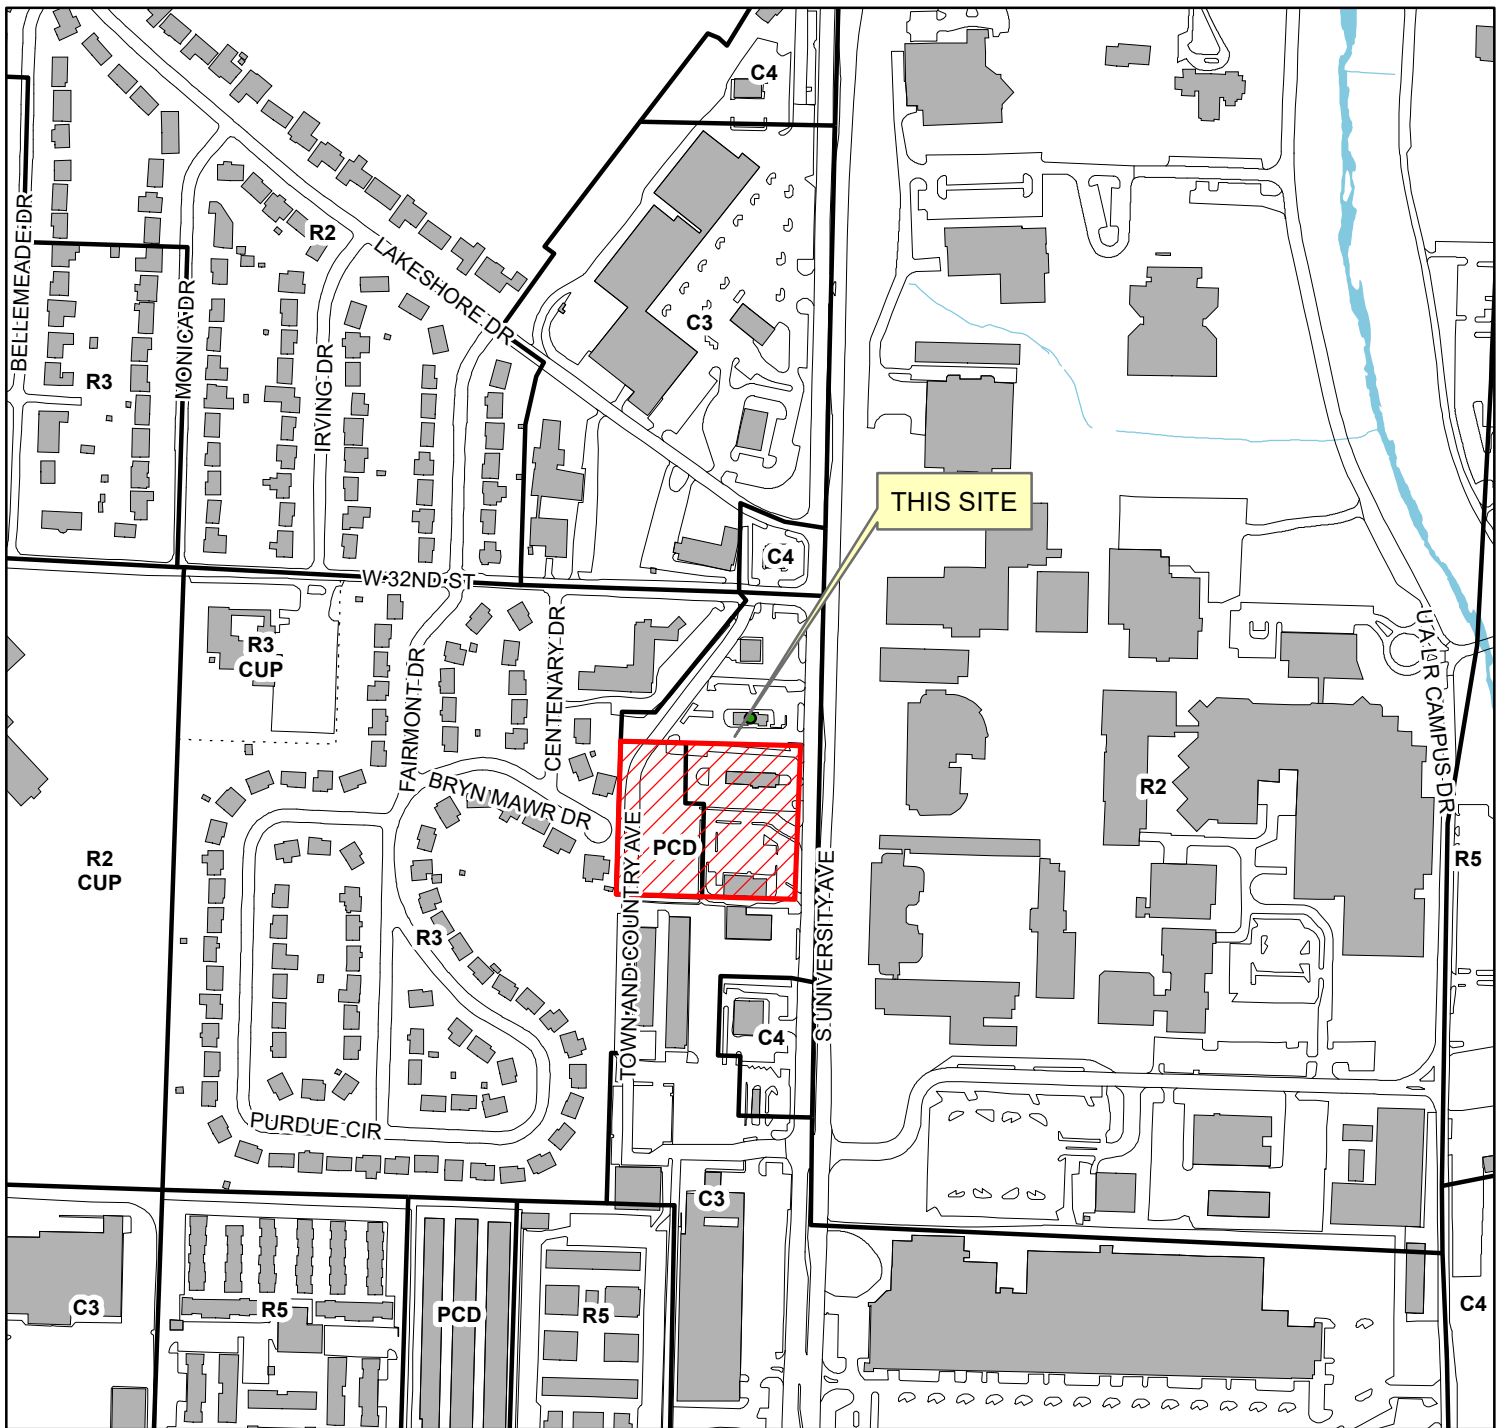 C4
R2
LAKESHORE DR
BELLEMEADE DR
MONICA DR
IRVING DR
C3
R3
THIS SITE
C4
W 32ND ST
R3
CUP
FAIRMONT DR
CENTENARY DR
U A L R CAMPUS DR
BRYN MAWR DR
R2
PCD
TOWN AND COUNTRY AVE
S UNIVERSITY AVE
R2
CUP
R5
R3
C4
PURDUE CIR
C3
C3
R5
PCD
R5
C4